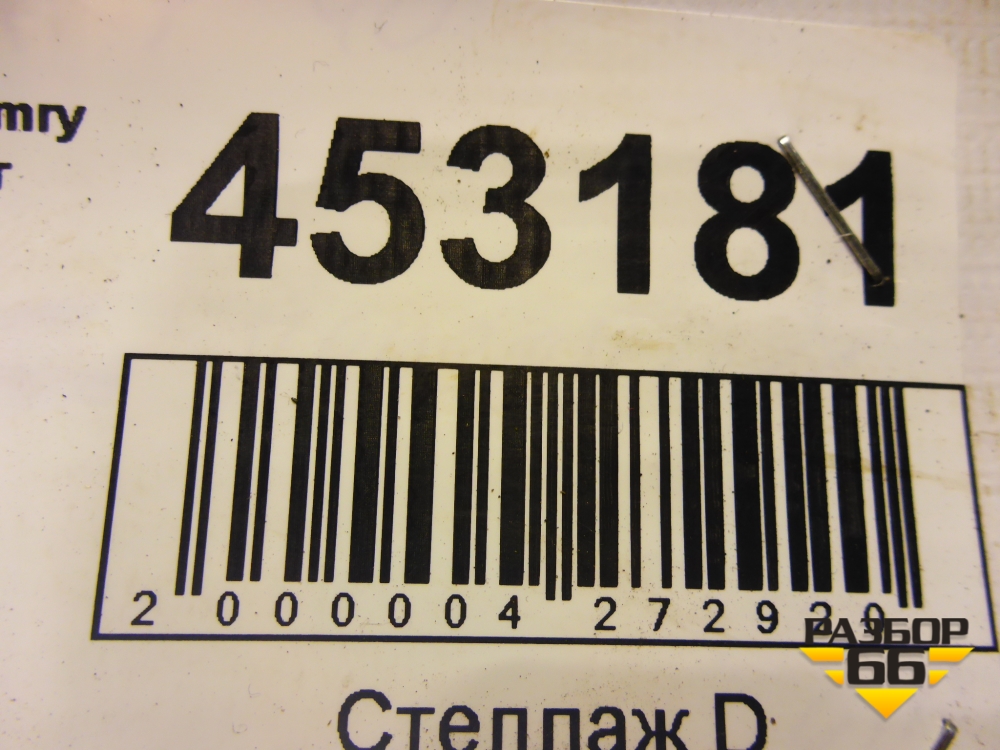 mry
т
453181
2 000004 272920
РАЗБОР
66
Стеллаж D